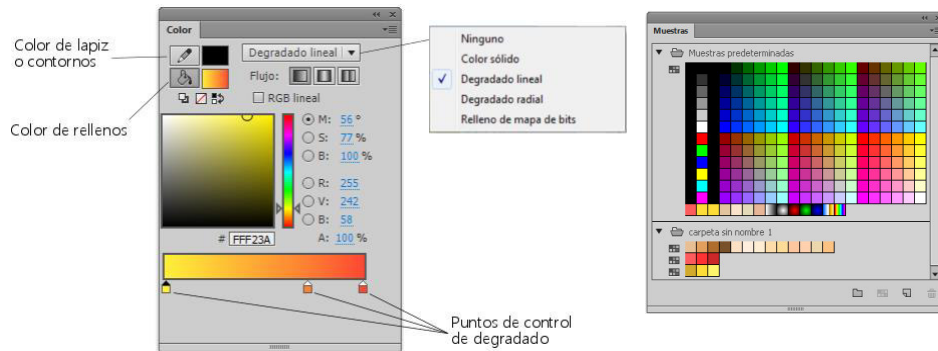 Color
Color de lapiz
o contornos
Degradado lineal
Flujo:
RGB lineal
Color de rellenos
M: 56 °
S: 77 %
B: 100 %
R: 255
V: 242
B: 58
# FFF23A
A: 100 %
Puntos de control
de degradado
Ninguno
Color sólido
Degradado lineal
Degradado radial
Relleno de mapa de bits
Muestras
Muestras predeterminadas
carpeta sin nombre 1